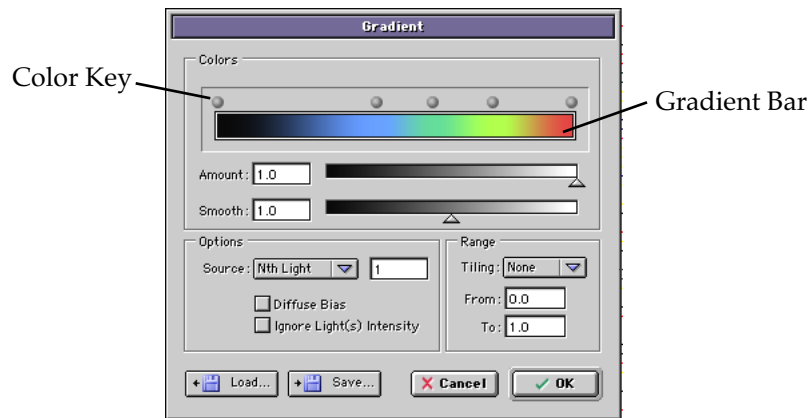 Gradient
Colors
Color Key
Gradient Bar
Amount: 1.0
Smooth: 1.0
Options
Source: Nth Light 1
Diffuse Bias
Ignore Light(s) Intensity
Range
Tiling: None
From: 0.0
To: 1.0
Load... Save... Cancel OK